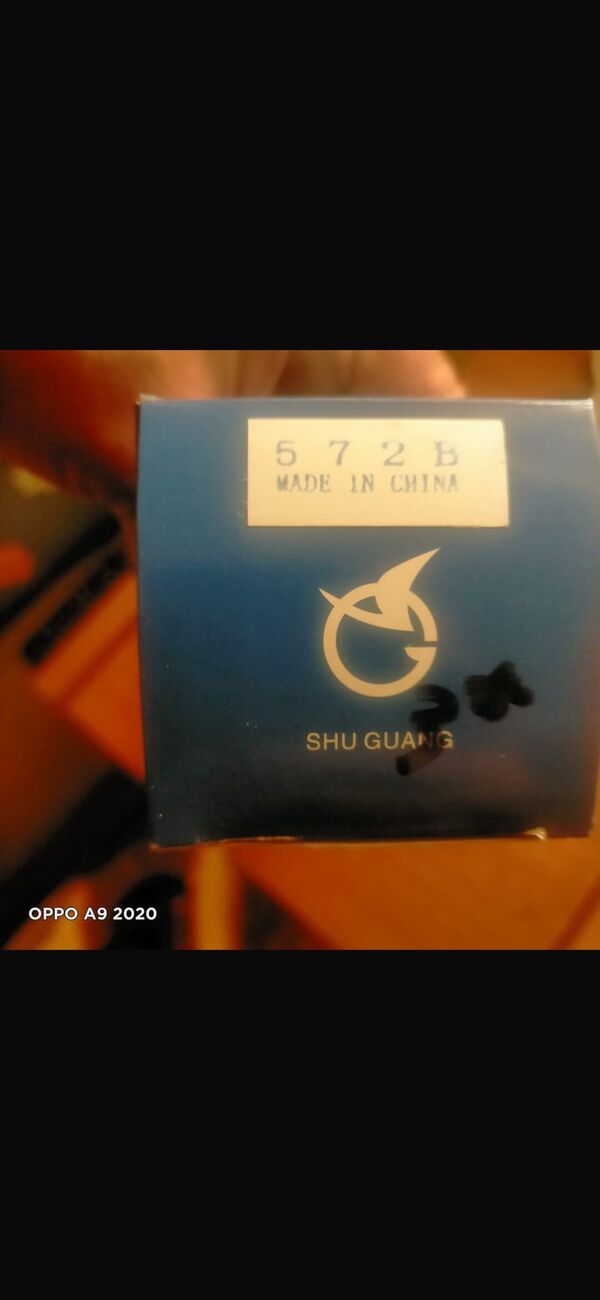 5 7 2 B
MADE IN CHINA
SHU GUANG
OPPO A9 2020